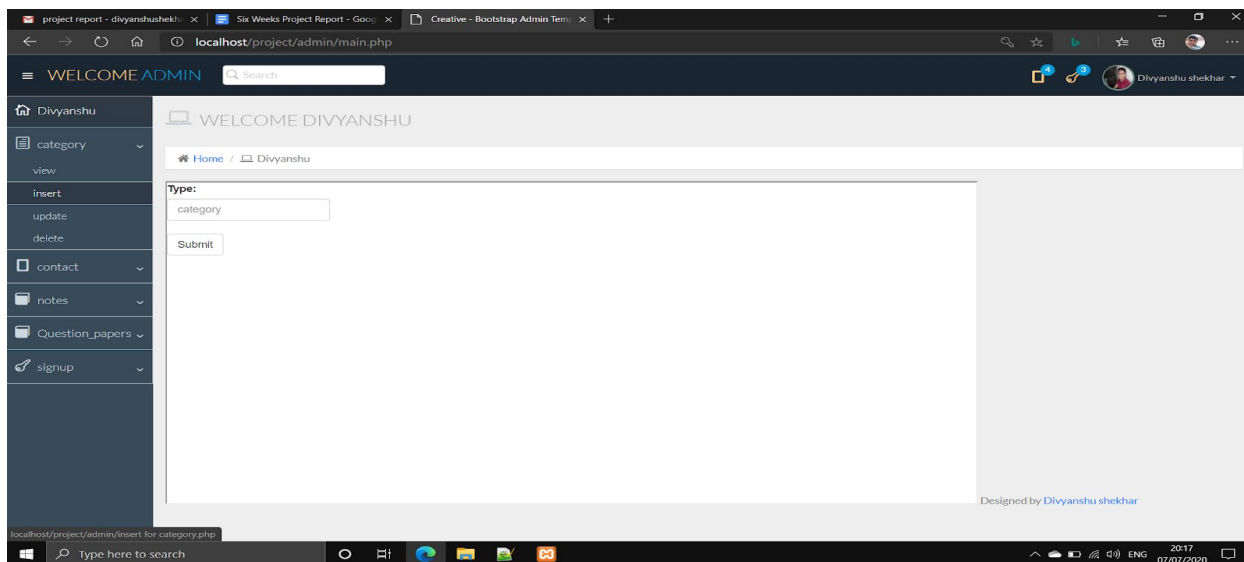 project report - divyanshushekh
Six Weeks Project Report - Goog
Creative - Bootstrap Admin Tem
localhost/project/admin/main.php
WELCOME ADMIN
Search
4
3
Divyanshu shekhar
Divyanshu
category
view
insert
update
delete
contact
notes
Question_papers
signup
WELCOME DIVYANSHU
Home / Divyanshu
Type:
category
Submit
Designed by Divyanshu shekhar
localhost/project/admin/insert for category.php
Type here to search
ENG
20:17
07/07/2020